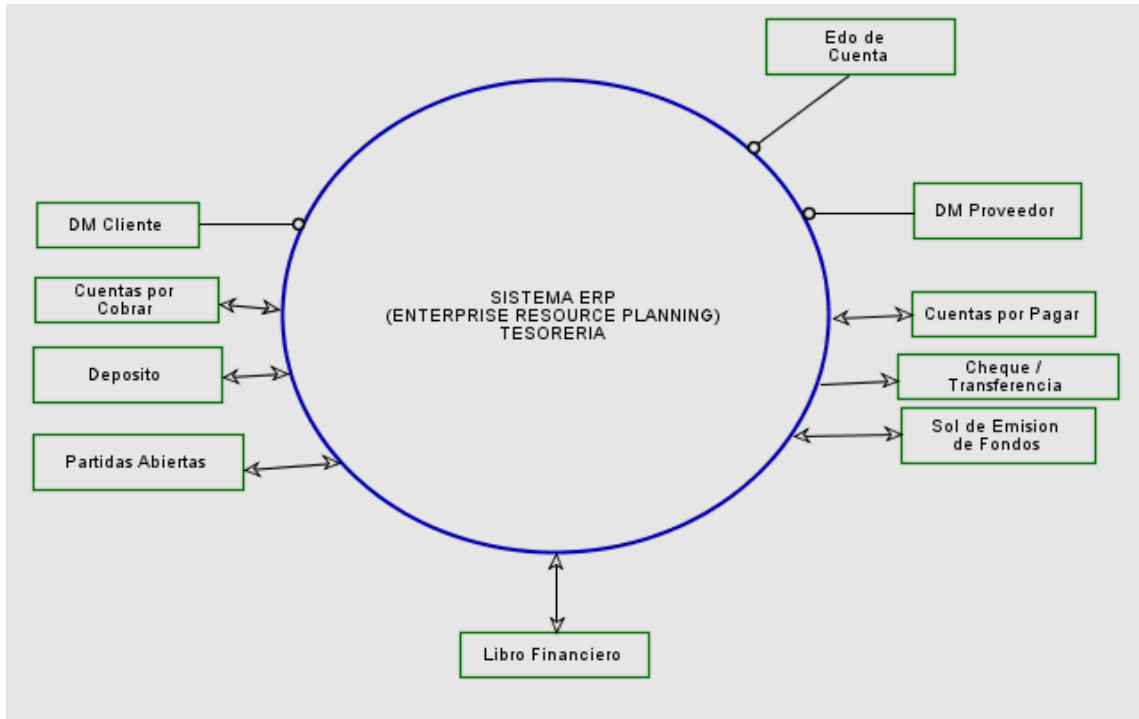 Edo de
Cuenta
DM Cliente
DM Proveedor
Cuentas por
Cobrar
SISTEMA ERP
(ENTERPRISE RESOURCE PLANNING)
TESORERIA
Cuentas por Pagar
Deposito
Cheque /
Transferencia
Sol de Emision
de Fondos
Partidas Abiertas
Libro Financiero